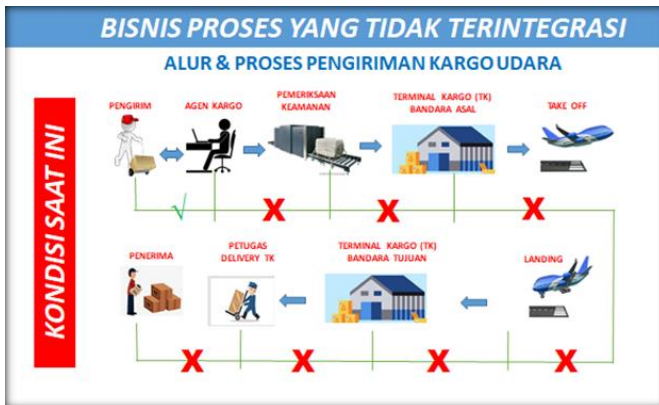 BISNIS PROSES YANG TIDAK TERINTEGRASI
ALUR & PROSES PENGIRIMAN KARGO UDARA
KONDISI SAAT INI
PENGIRIM
AGEN KARGO
PEMERIKSAAN
KEAMANAN
TERMINAL KARGO (TK)
BANDARA ASAL
TAKE OFF
√
X
X
X
PENERIMA
PETUGAS
DELIVERY TK
TERMINAL KARGO (TK)
BANDARA TUJUAN
LANDING
X
X
X
X